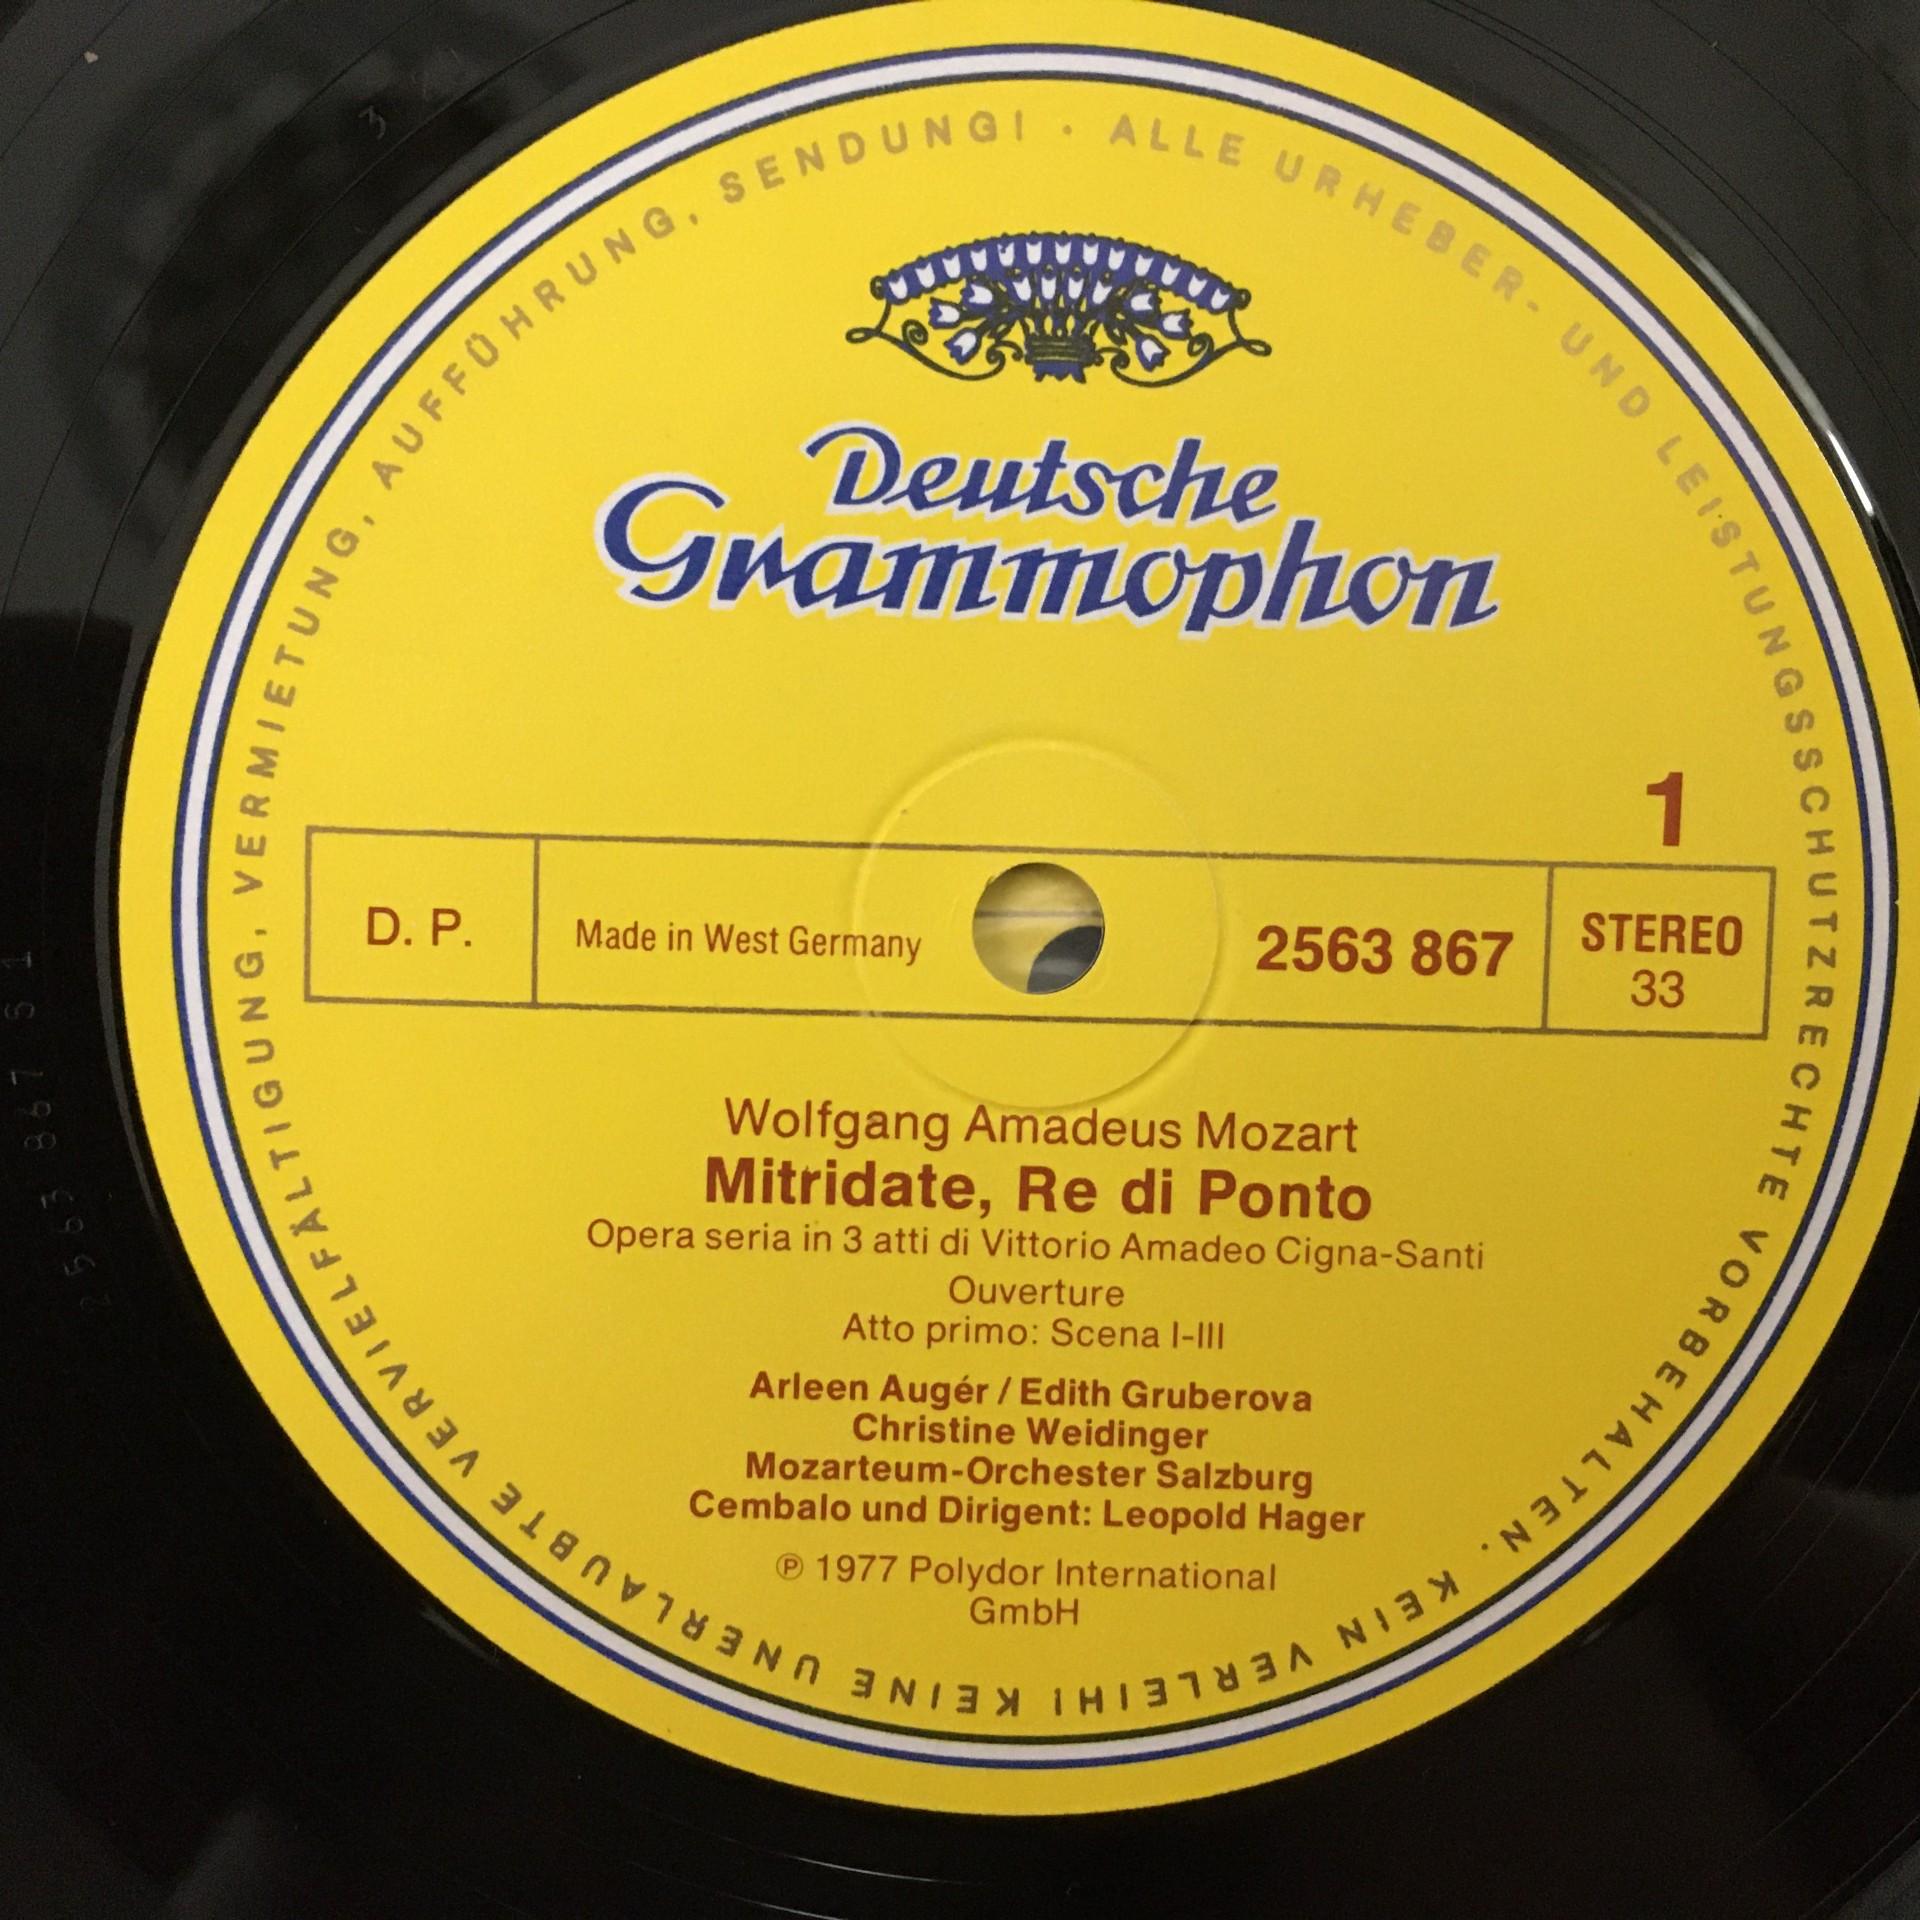 KEIN VERLEIH! KEINE UNERLAUBTE VERVIELFÄLTIGUNG, VERMIETUNG, AUFFÜHRUNG, SENDUNG! · ALLE URHEBER- UND LEISTUNGSSCHUTZRECHTE VORBEHALTEN.
Deutsche
Grammophon
1
D. P. Made in West Germany 2563 867 STEREO
33
Wolfgang Amadeus Mozart
Mitridate, Re di Ponto
Opera seria in 3 atti di Vittorio Amadeo Cigna-Santi
Ouverture
Atto primo: Scena I-III
Arleen Augér / Edith Gruberova
Christine Weidinger
Mozarteum-Orchester Salzburg
Cembalo und Dirigent: Leopold Hager
℗ 1977 Polydor International
GmbH
2563 867
3